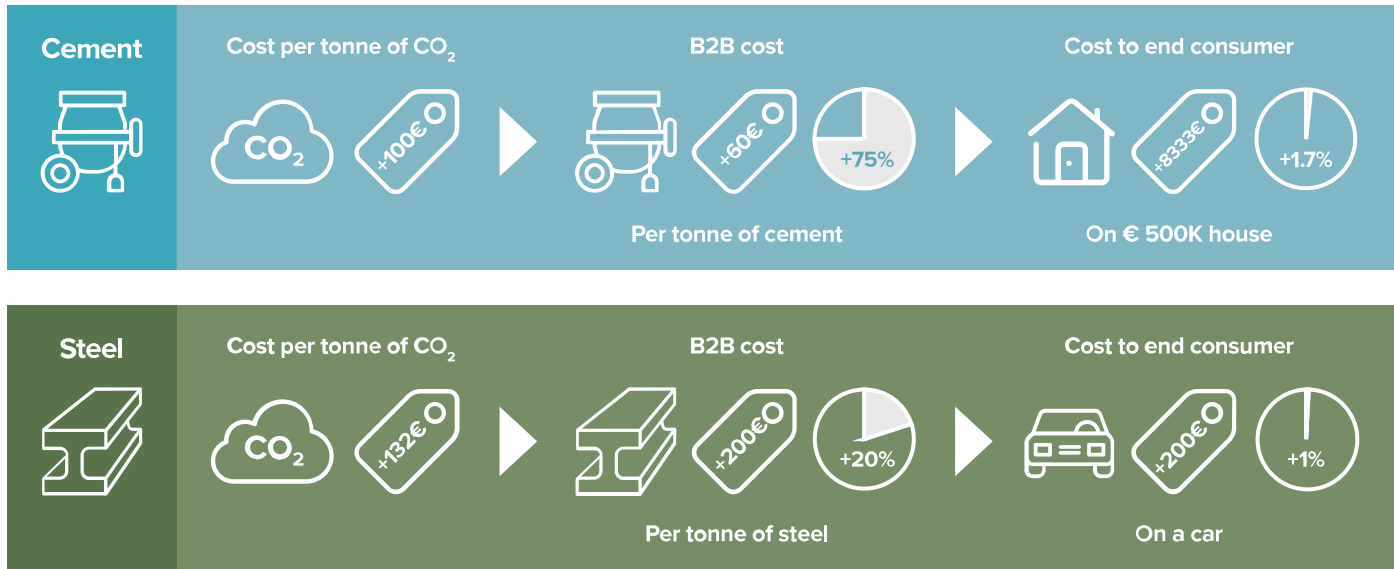 Cement
Cost per tonne of CO₂
B2B cost
Cost to end consumer
CO₂
+100€
+60€
+75%
+8333€
+1.7%
Per tonne of cement
On € 500K house
Steel
Cost per tonne of CO₂
B2B cost
Cost to end consumer
CO₂
+132€
+200€
+20%
+200€
+1%
Per tonne of steel
On a car